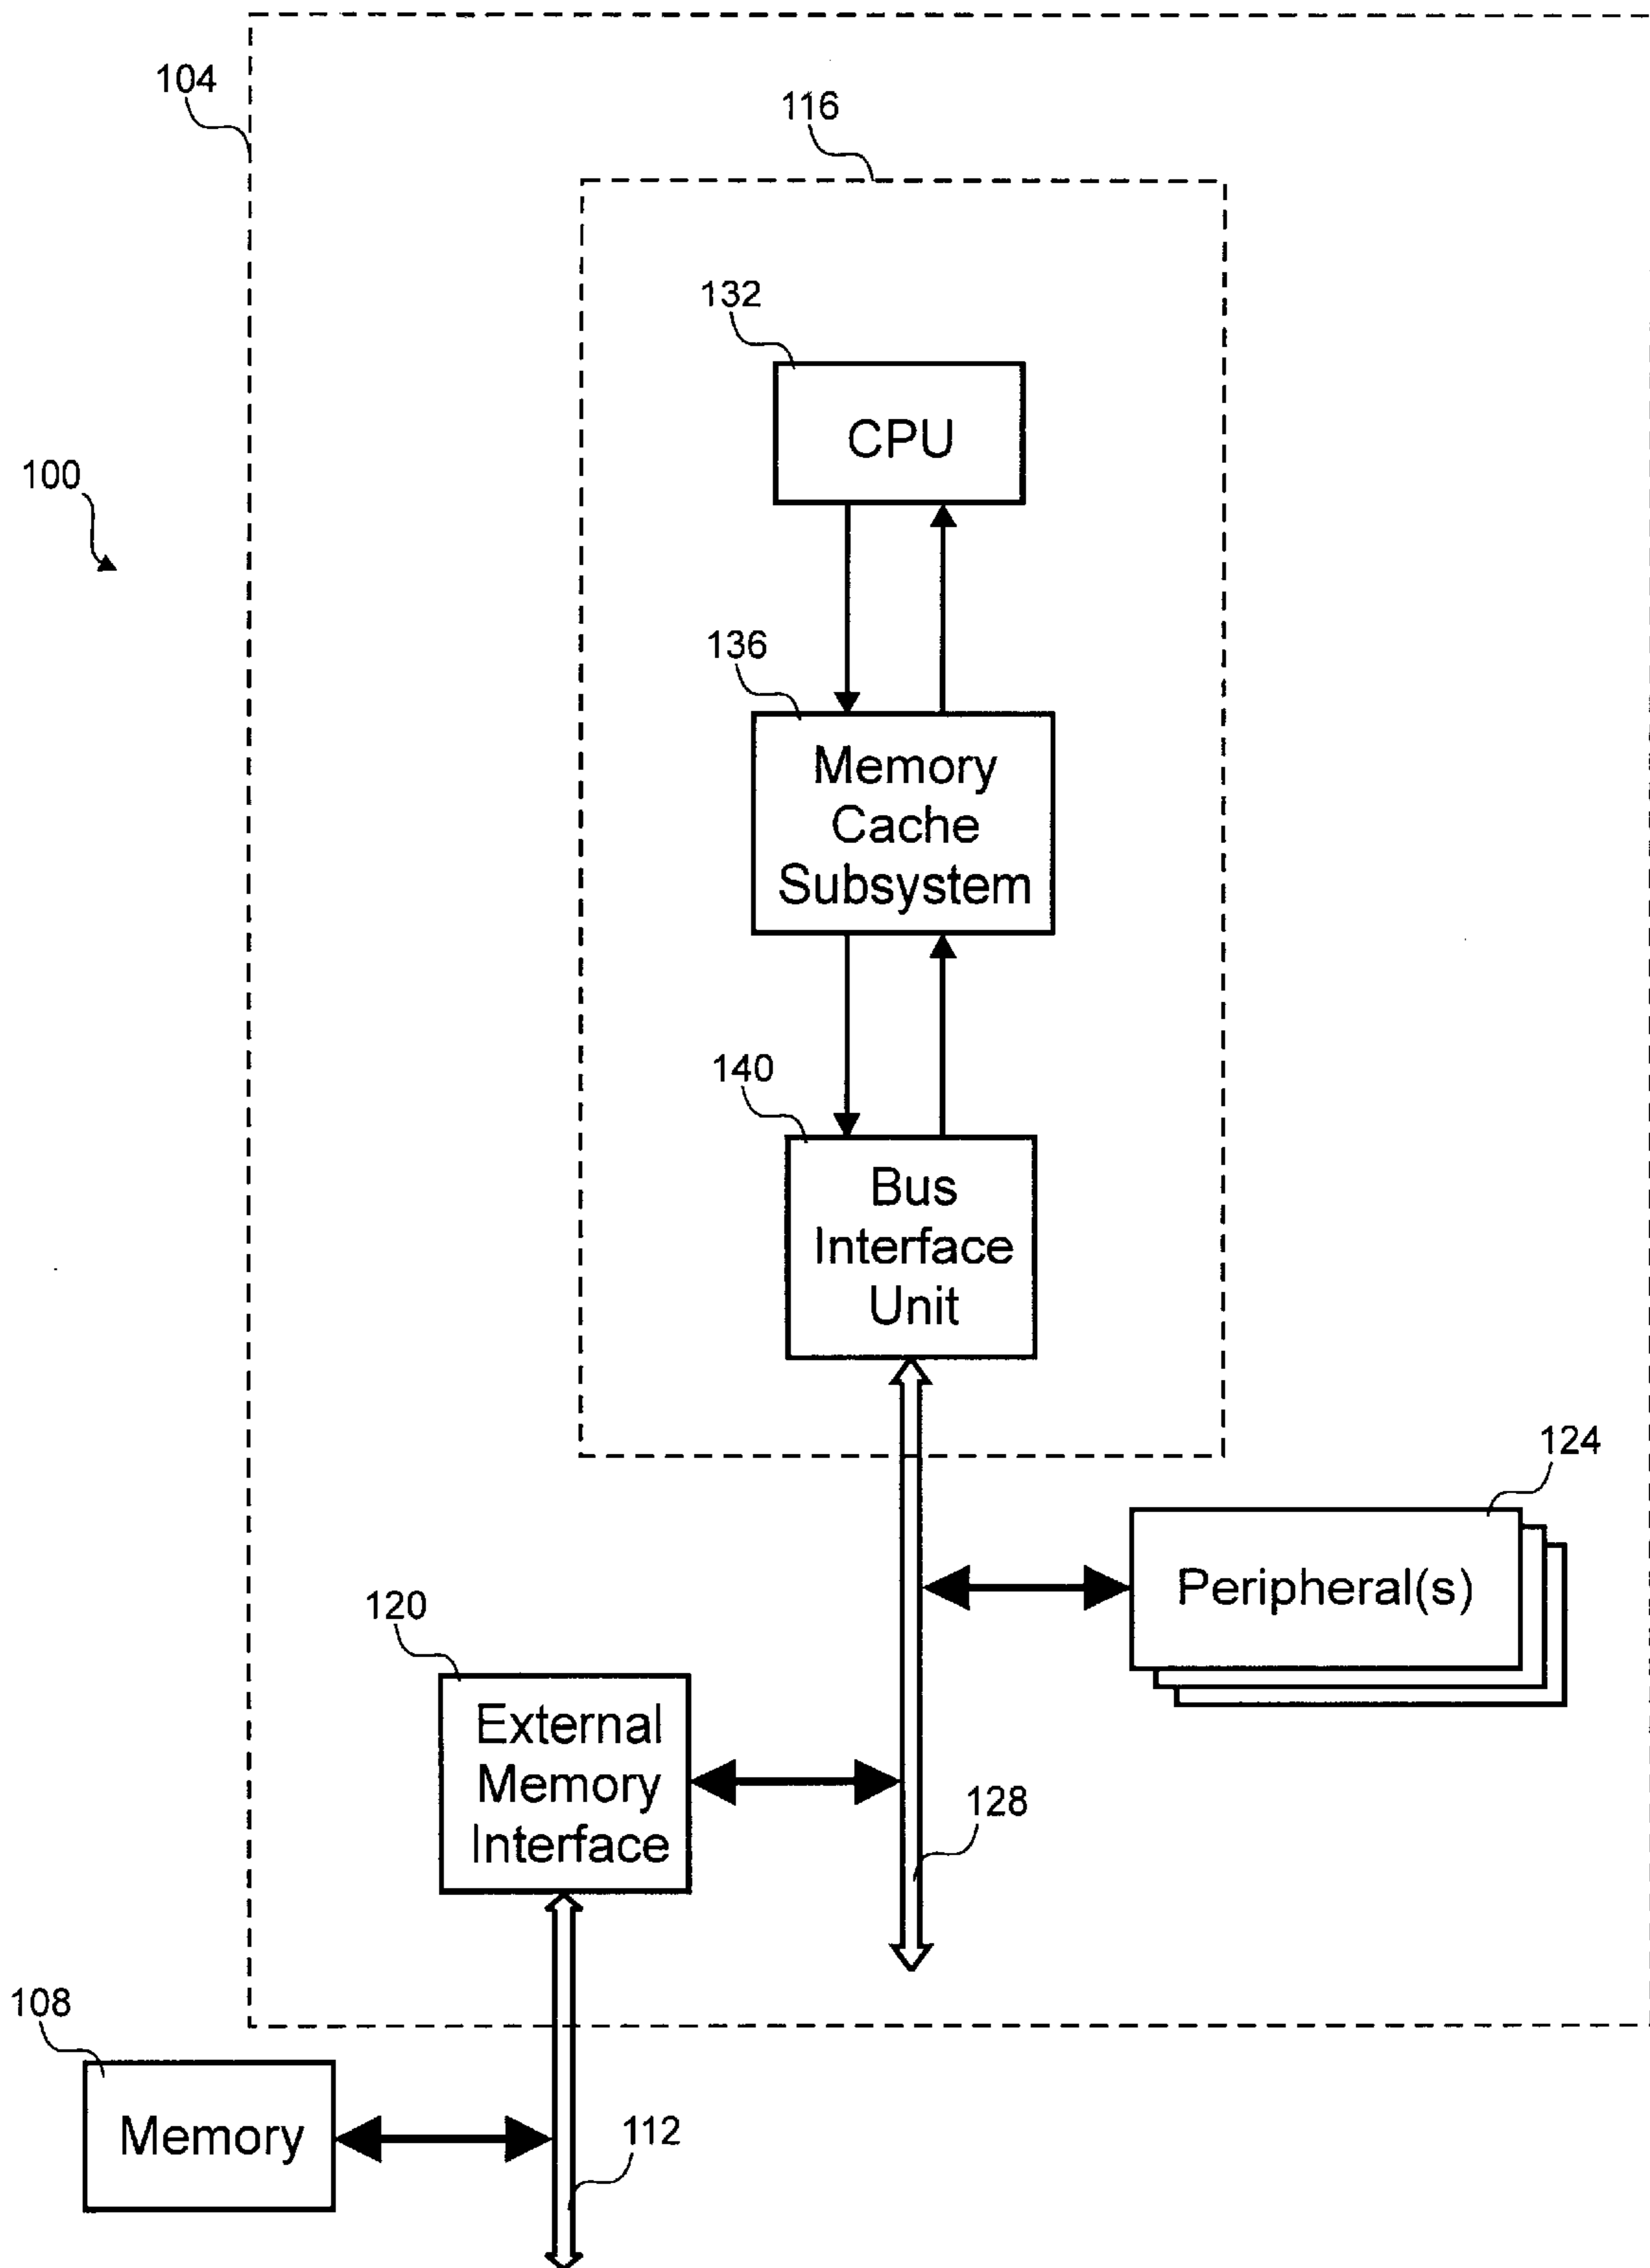 104
116
132
CPU
100
136
Memory
Cache
Subsystem
140
Bus
Interface
Unit
124
Peripheral(s)
120
External
Memory
Interface
128
108
Memory
112